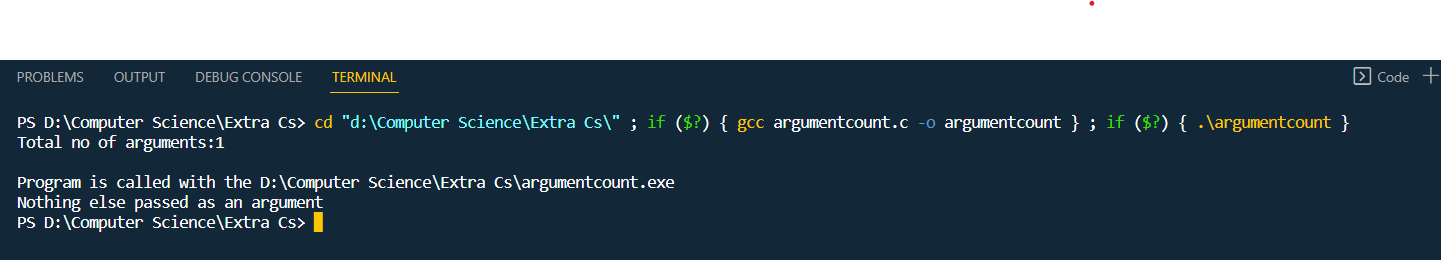 PROBLEMS OUTPUT DEBUG CONSOLE TERMINAL Code
PS D:\Computer Science\Extra Cs> cd "d:\Computer Science\Extra Cs\" ; if ($?) { gcc argumentcount.c -o argumentcount } ; if ($?) { .\argumentcount }
Total no of arguments:1
Program is called with the D:\Computer Science\Extra Cs\argumentcount.exe
Nothing else passed as an argument
PS D:\Computer Science\Extra Cs>